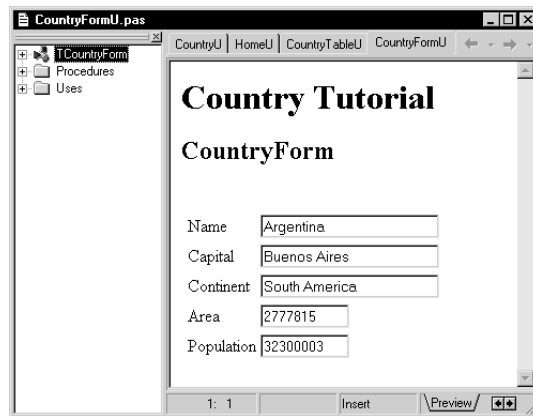 CountryFormU.pas
TCountryForm
Procedures
Uses
CountryU HomeU CountryTableU CountryFormU
Country Tutorial
CountryForm
Name Argentina
Capital Buenos Aires
Continent South America
Area 2777815
Population 32300003
1: 1 Insert Preview